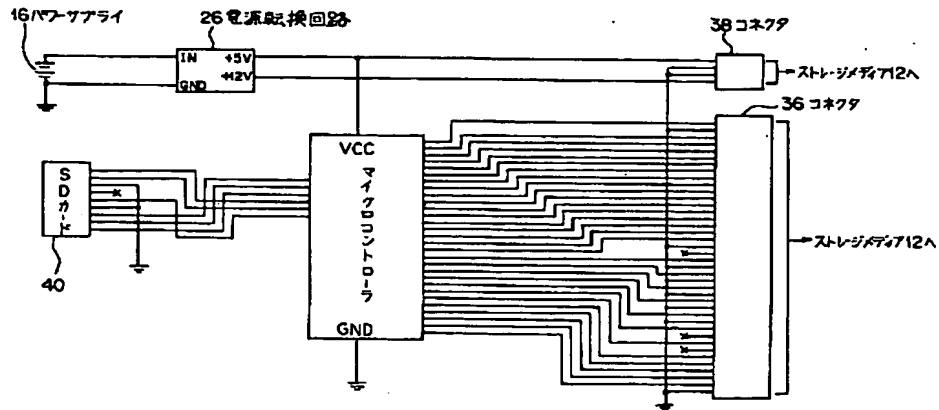 16パワーサプライ
26電源転換回路
38コネクタ
IN
+5V
+12V
GND
ストレージメディア12へ
36コネクタ
VCC
マイクロコントローラ
GND
SDカード
40
ストレージメディア12へ